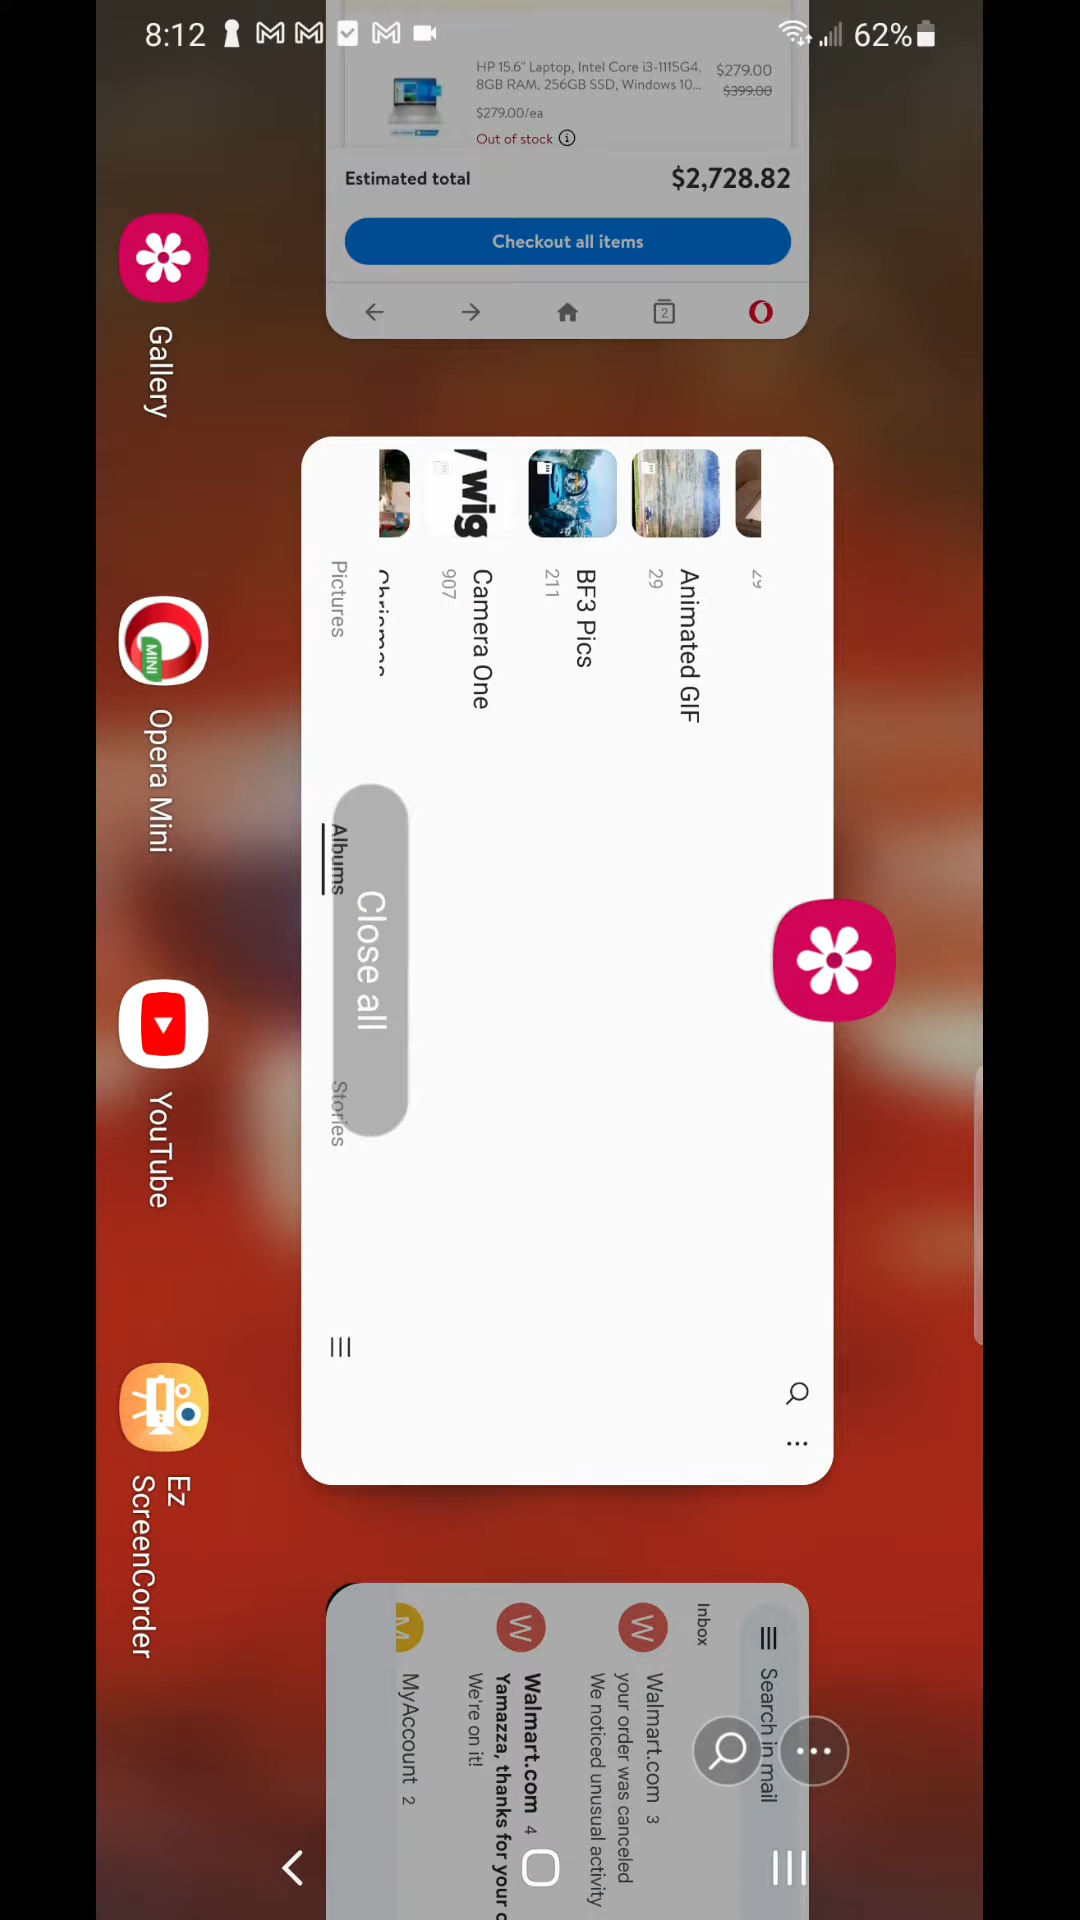 8:12
62%
HP 15.6" Laptop, Intel Core i3-1115G4,
8GB RAM, 256GB SSD, Windows 10...
$279.00
$399.00
$279.00/ea
Out of stock
Estimated total
$2,728.82
Checkout all items
2
Gallery
Opera Mini
MINI
YouTube
Ez
ScreenCorder
29
Animated GIF
29
BF3 Pics
211
Camera One
907
wig
Pictures
Albums
Stories
Close all
Search in mail
Inbox
W
Walmart.com 3
your order was canceled
We noticed unusual activity
W
Walmart.com 4
Yamazza, thanks for your
We're on it!
M
MyAccount 2